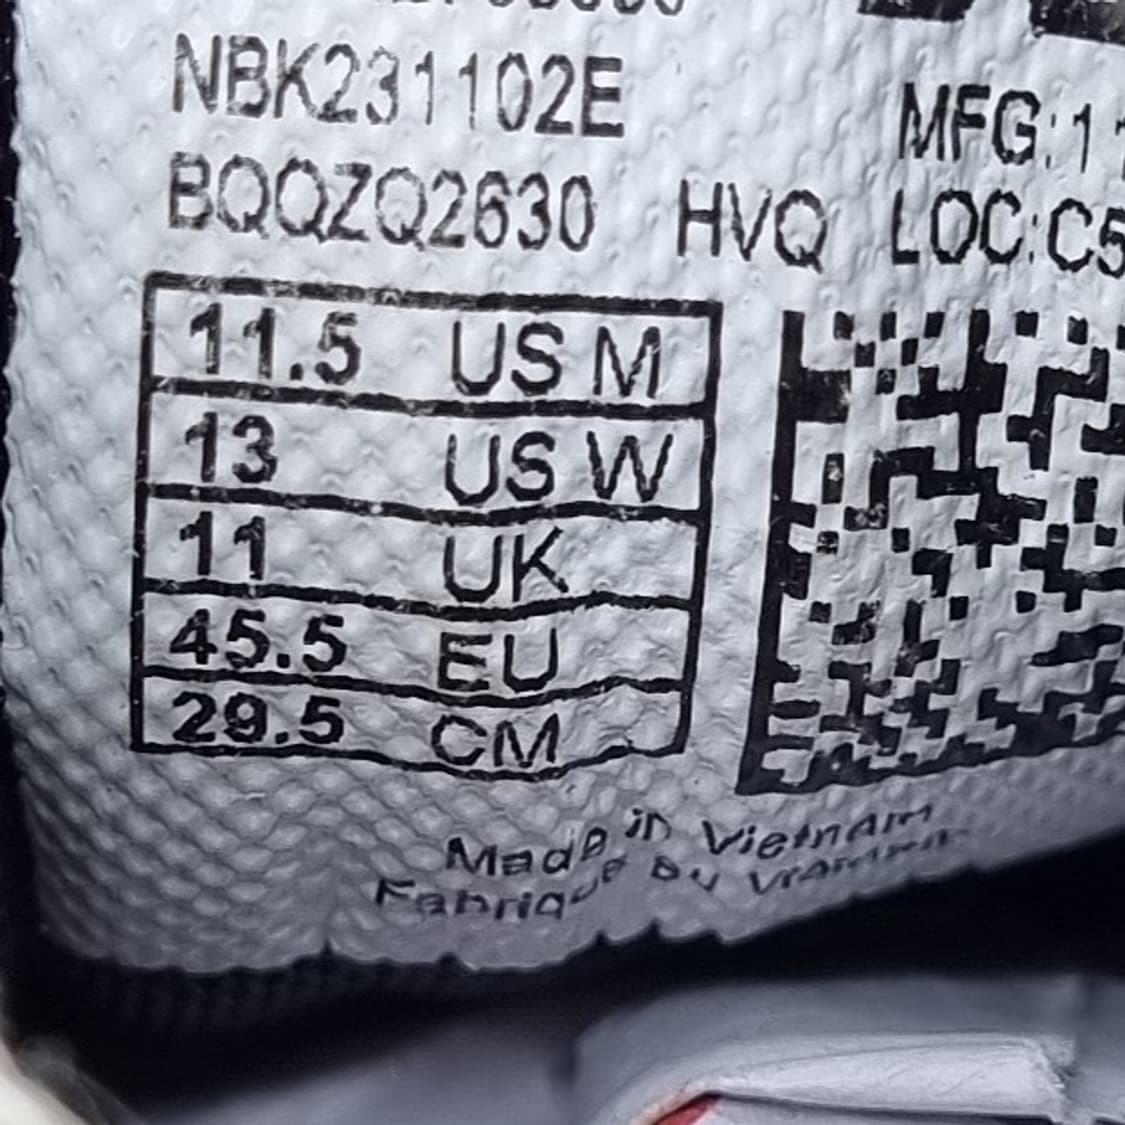 NBK231102E
MFG:11
BQQZQ2630 HVQ LOC:C5
11.5 US M
13 US W
11 UK
45.5 EU
29.5 CM
Made in Vietnam